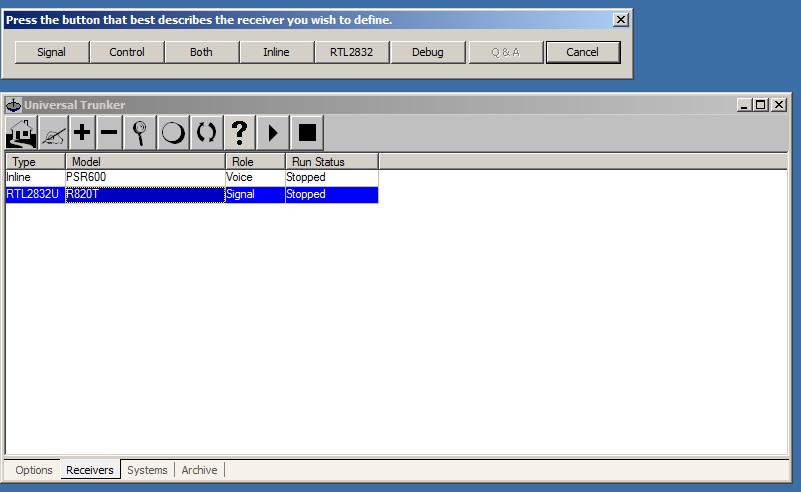 Press the button that best describes the receiver you wish to define.
Signal Control Both Inline RTL2832 Debug Q & A Cancel
Universal Trunker
Type Model Role Run Status
Inline PSR600 Voice Stopped
RTL2832U R820T Signal Stopped
Options Receivers Systems Archive